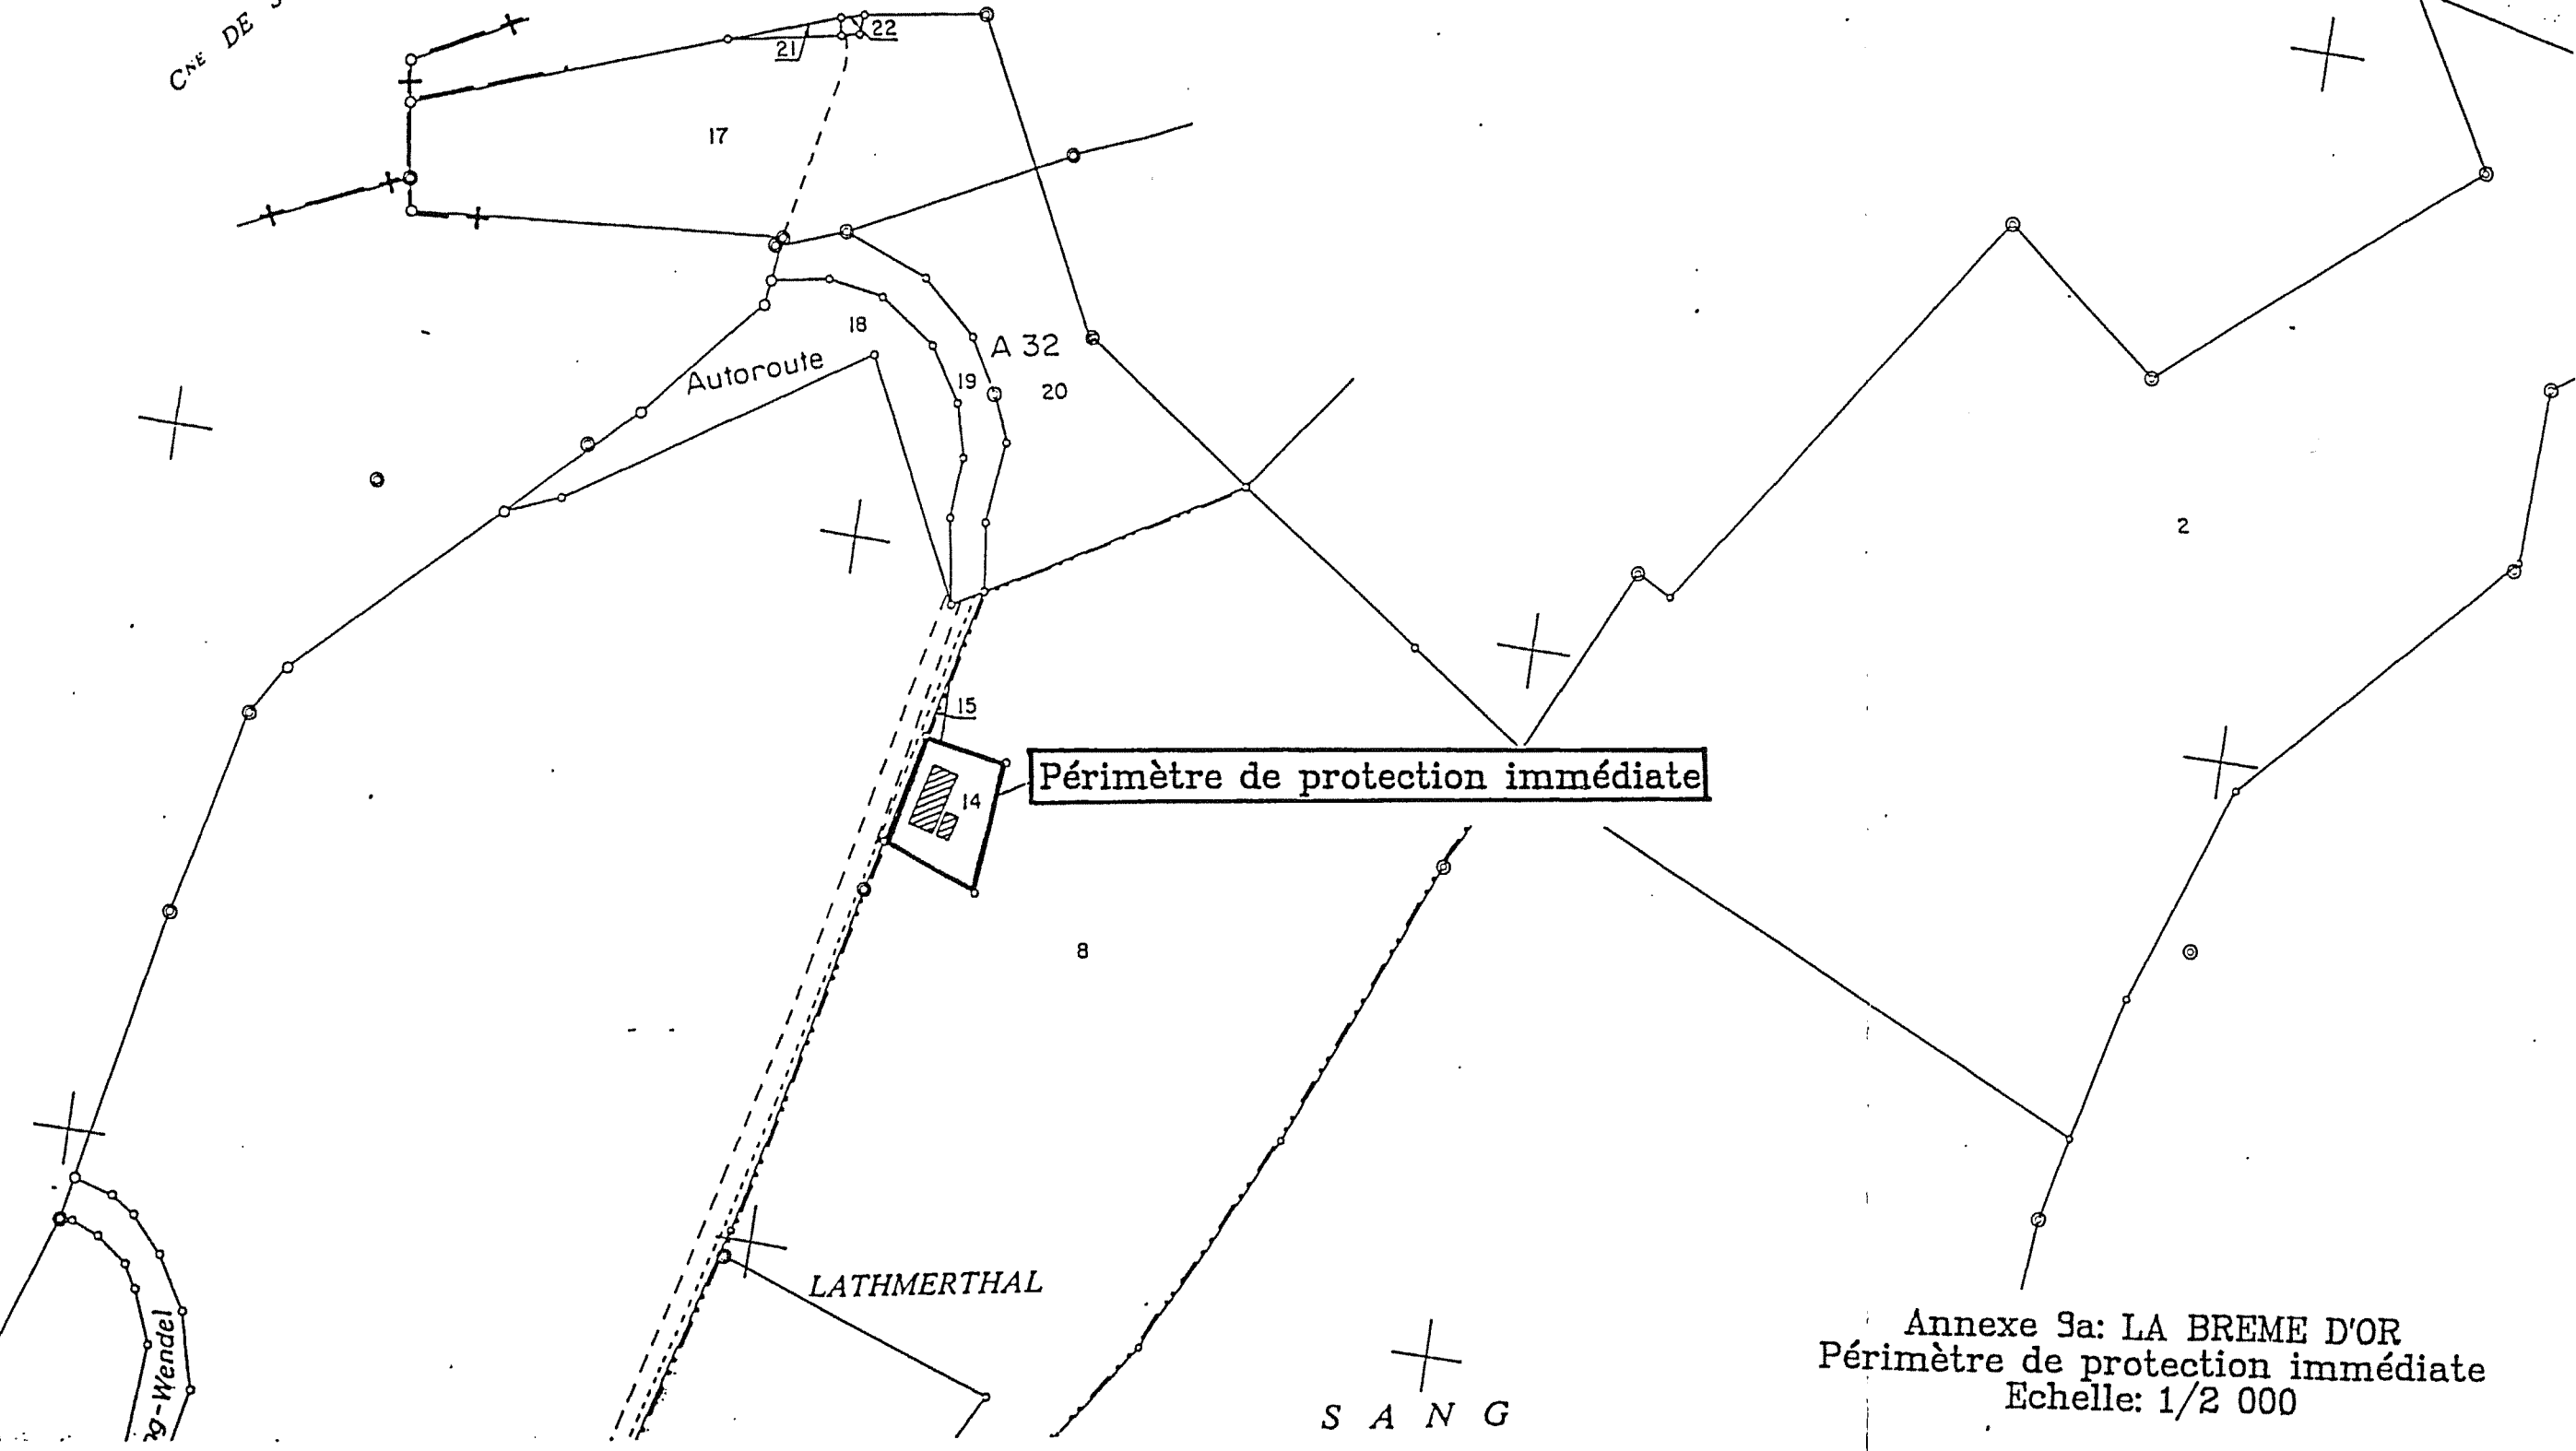 Cᴺᴱ DE
21
22
17
18
A 32
Autoroute
19
20
2
15
Périmètre de protection immédiate
14
8
LATHMERTHAL
-Wendel
S A N G
Annexe 9a: LA BREME D'OR
Périmètre de protection immédiate
Echelle: 1/2 000